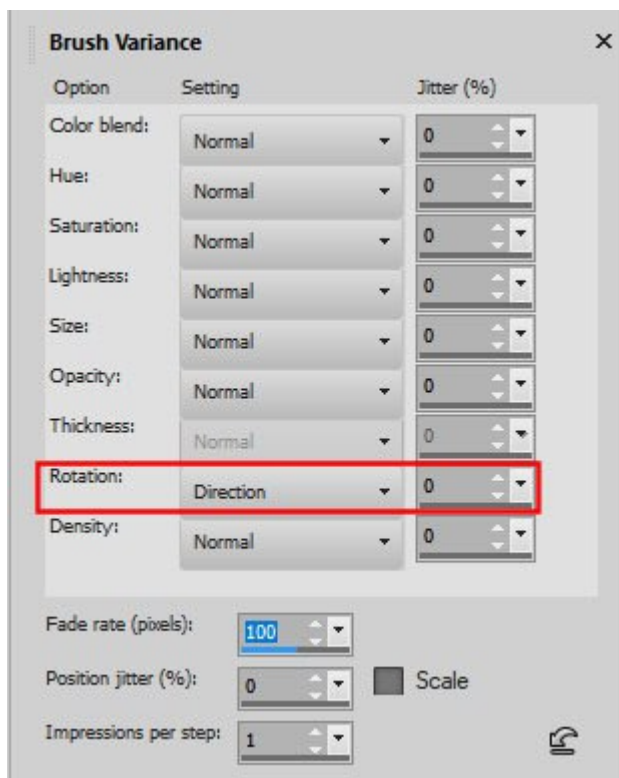 Brush Variance
Option Setting Jitter (%)
Color blend: Normal 0
Hue: Normal 0
Saturation: Normal 0
Lightness: Normal 0
Size: Normal 0
Opacity: Normal 0
Thickness: Normal 0
Rotation: Direction 0
Density: Normal 0
Fade rate (pixels): 100
Position jitter (%): 0 Scale
Impressions per step: 1